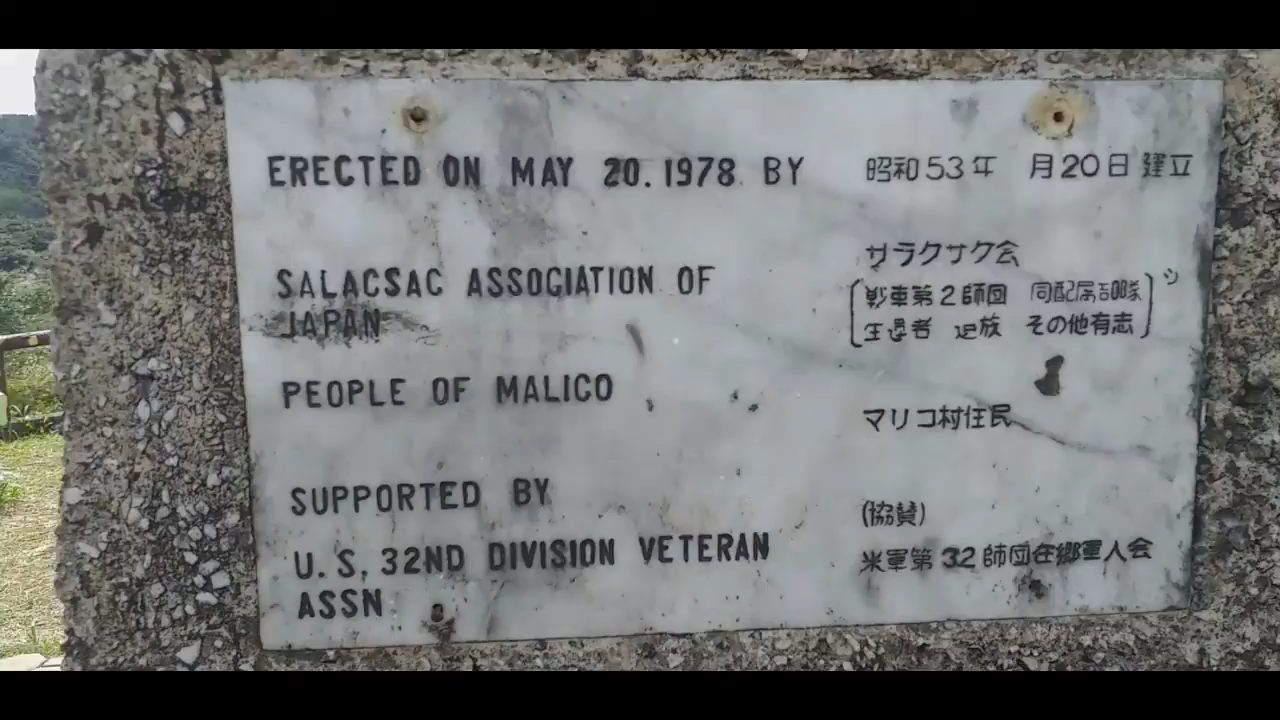 ERECTED ON MAY 20. 1978 BY
昭和53年 月20日 建立
SALACSAC ASSOCIATION OF
JAPAN
サラクサク会
戦車第2師団 同配属部隊
生還者 遺族 その他有志
PEOPLE OF MALICO
マリコ村住民
SUPPORTED BY
(協賛)
U.S. 32ND DIVISION VETERAN
ASSN
米軍第32師団在郷軍人会